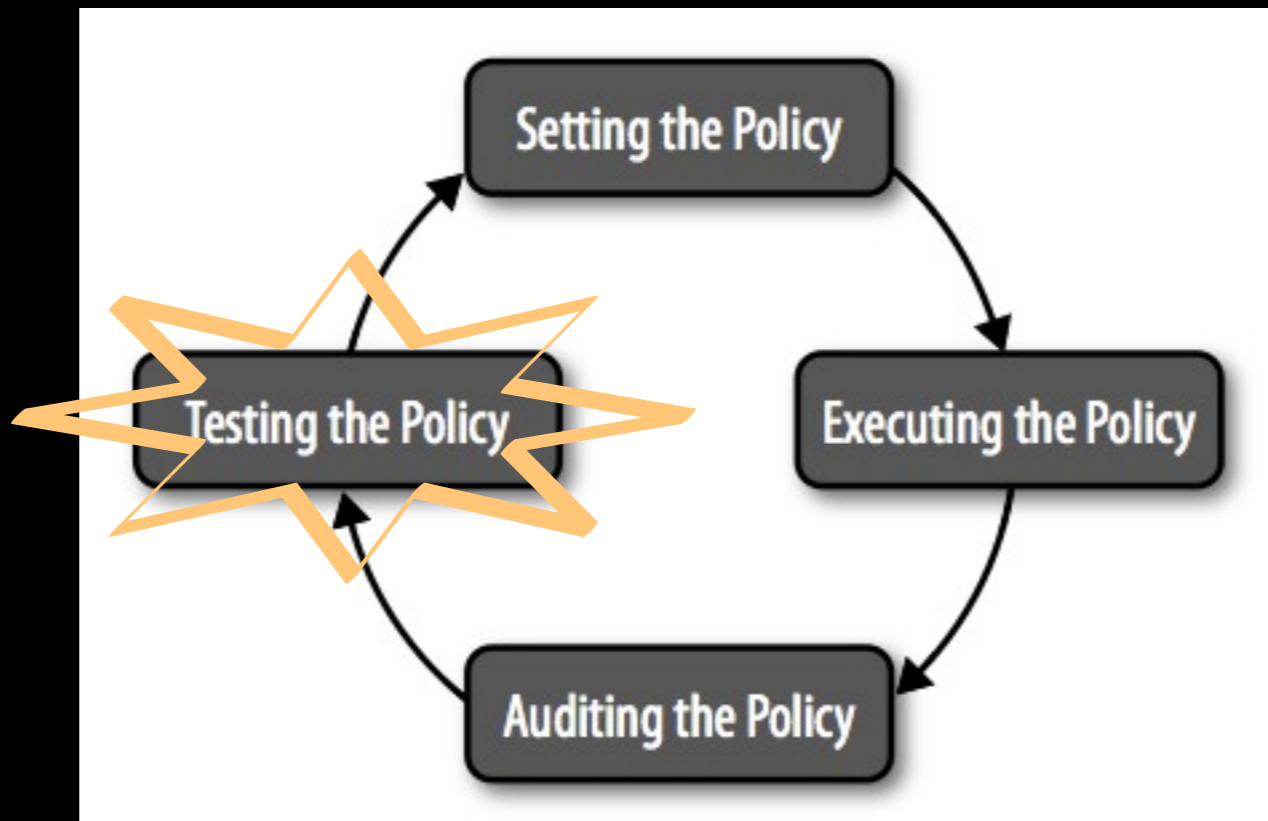 Setting the Policy
Testing the Policy
Executing the Policy
Auditing the Policy